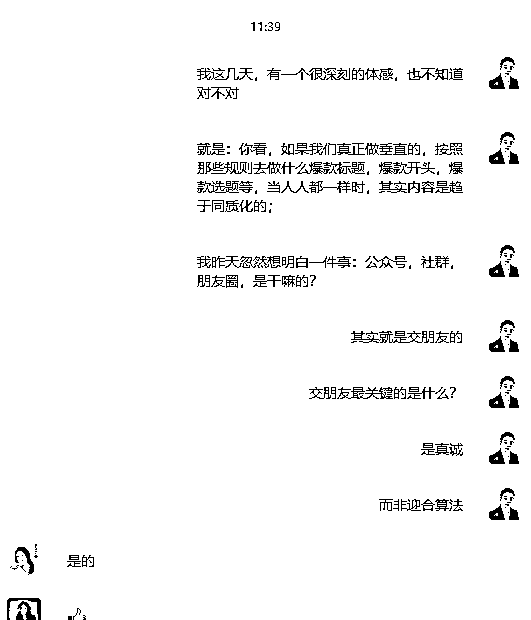 11:39
我这几天，有一个很深刻的体感，也不知道
对不对
就是：你看，如果我们真正做垂直的，按照
那些规则去做什么爆款标题，爆款开头，爆
款选题等，当人人都一样时，其实内容是趋
于同质化的；
我昨天忽然想明白一件事：公众号，社群，
朋友圈，是干嘛的？
其实就是交朋友的
交朋友最关键的是什么？
是真诚
而非迎合算法
是的